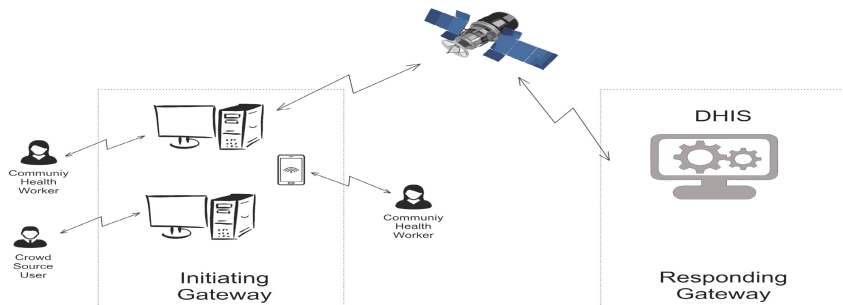 DHIS
Communiy
Health
Worker
Communiy
Health
Worker
Crowd
Source
User
Initiating
Gateway
Responding
Gateway